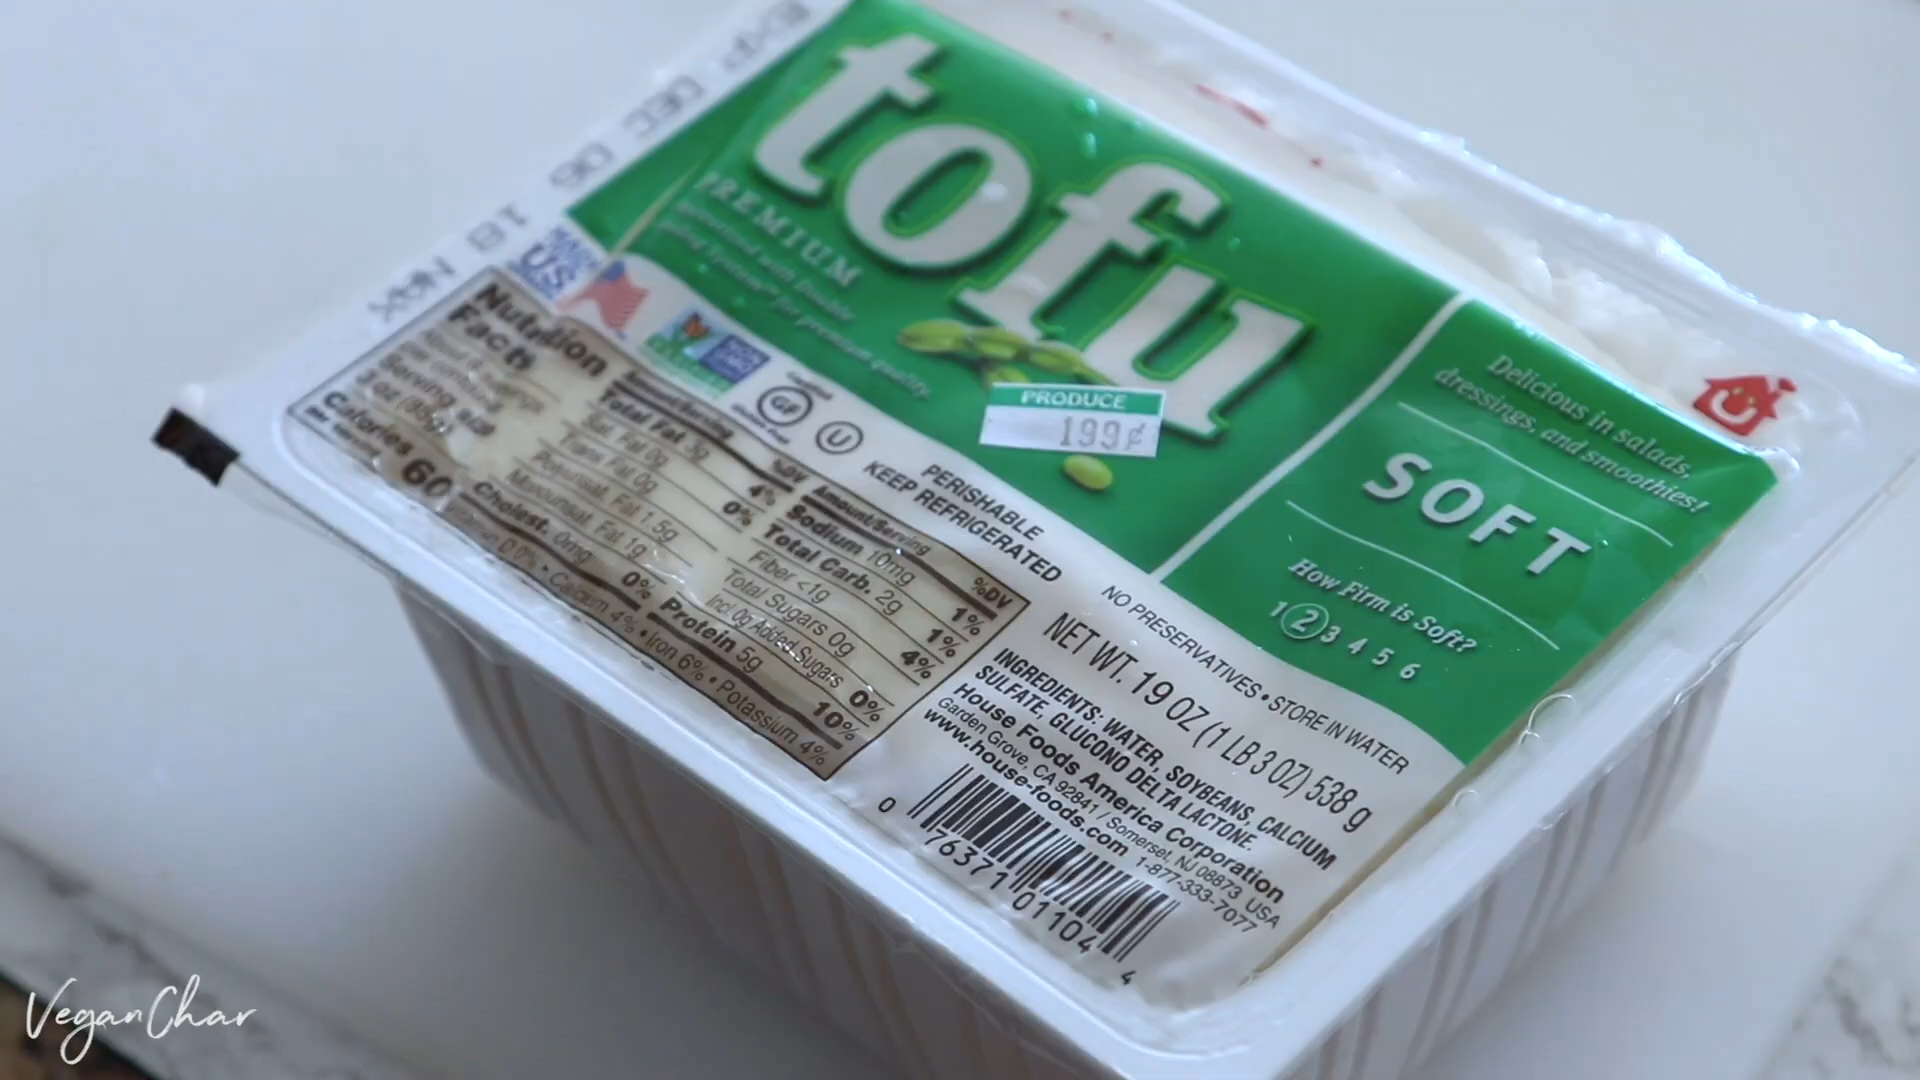 EXP DEC 06 18
tofu
PREMIUM
for premium quality.
MADE
US
PRODUCE
199¢
Delicious in salads,
dressings, and smoothies!
SOFT
How Firm is Soft?
1 2 3 4 5 6
GF
U
PERISHABLE
KEEP REFRIGERATED
NO PRESERVATIVES • STORE IN WATER
NET WT. 19 OZ (1 LB 3 OZ) 538 g
INGREDIENTS: WATER, SOYBEANS, CALCIUM
SULFATE, GLUCONO DELTA LACTONE.
House Foods America Corporation
Garden Grove, CA 92841 / Somerset, NJ 08873 USA
www.house-foods.com 1-877-333-7077
0 76371 01104 4
Nutrition
Facts
Serving size
3 oz (85g)
Calories 60
Amount/Serving %DV
Total Fat 3g 4%
Sat. Fat 0g 0%
Trans Fat 0g
Polyunsat. Fat 1.5g
Monounsat. Fat 1g
Cholest. 0mg 0%
Amount/Serving %DV
Sodium 10mg 1%
Total Carb. 2g 1%
Fiber <1g 4%
Total Sugars 0g
Incl 0g Added Sugars 0%
Protein 5g 10%
Vitamin D 0% • Calcium 4% • Iron 6% • Potassium 4%
VeganChar